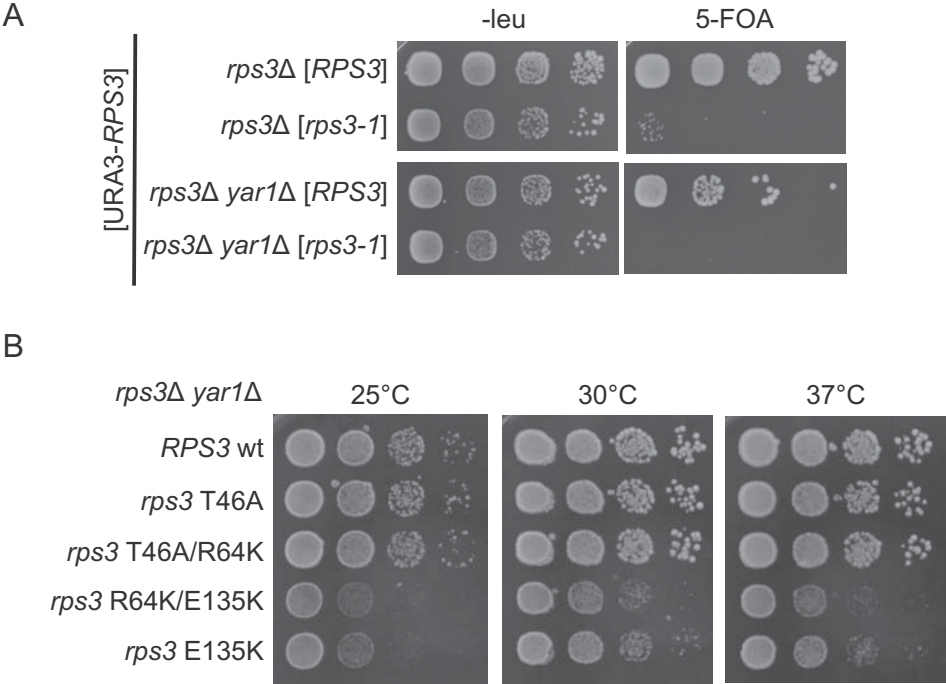 A
-leu 5-FOA
[URA3-RPS3]
rps3Δ [RPS3]
rps3Δ [rps3-1]
rps3Δ yar1Δ [RPS3]
rps3Δ yar1Δ [rps3-1]
B
rps3Δ yar1Δ 25°C 30°C 37°C
RPS3 wt
rps3 T46A
rps3 T46A/R64K
rps3 R64K/E135K
rps3 E135K